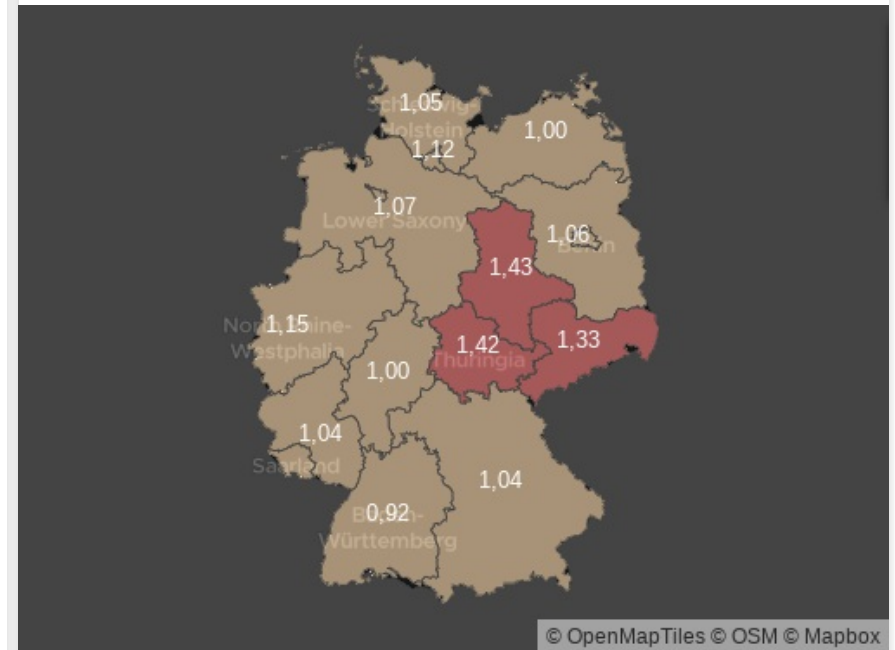 1,05
Schleswig-
Holstein
1,00
1,12
1,07
Lower Saxony
1,06
Berlin
1,43
1,15
North Rhine-
Westphalia
1,42
Thuringia
1,33
1,00
1,04
Saarland
1,04
0,92
Baden-
Württemberg
© OpenMapTiles © OSM © Mapbox